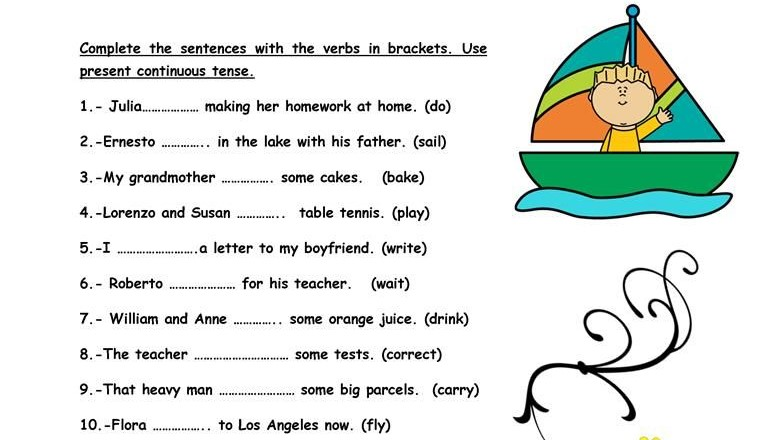 Complete the sentences with the verbs in brackets. Use
present continuous tense.
1.- Julia……………… making her homework at home. (do)
2.-Ernesto ………….. in the lake with his father. (sail)
3.-My grandmother ……………. some cakes. (bake)
4.-Lorenzo and Susan ………….. table tennis. (play)
5.-I …………………….a letter to my boyfriend. (write)
6.- Roberto ………………… for his teacher. (wait)
7.- William and Anne ………….. some orange juice. (drink)
8.-The teacher ………………………… some tests. (correct)
9.-That heavy man …………………… some big parcels. (carry)
10.-Flora …………….. to Los Angeles now. (fly)